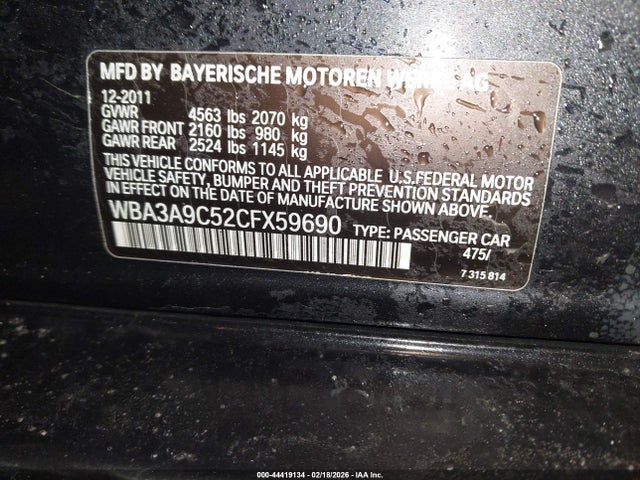 MFD BY BAYERISCHE MOTOREN WERKE AG
12-2011
GVWR 4563 lbs 2070 kg
GAWR FRONT 2160 lbs 980 kg
GAWR REAR 2524 lbs 1145 kg
THIS VEHICLE CONFORMS TO ALL APPLICABLE U.S.FEDERAL MOTOR
VEHICLE SAFETY, BUMPER AND THEFT PREVENTION STANDARDS
IN EFFECT ON THE DATE OF MANUFACTURE SHOWN ABOVE.
WBA3A9C52CFX59690 TYPE: PASSENGER CAR
475/
7 315 814
000-44419134 - 02/18/2026 - IAA Inc.